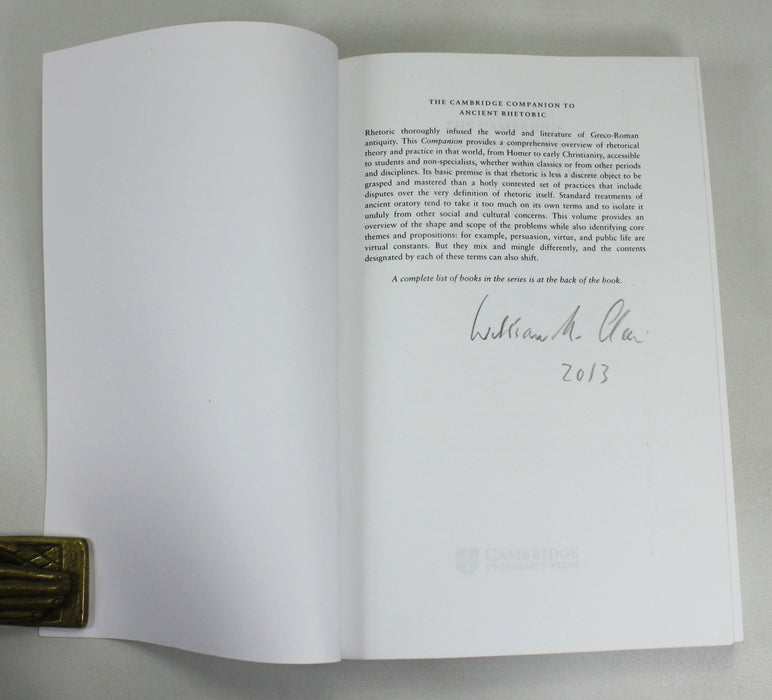 THE CAMBRIDGE COMPANION TO
ANCIENT RHETORIC
Rhetoric thoroughly infused the world and literature of Greco-Roman
antiquity. This Companion provides a comprehensive overview of rhetorical
theory and practice in that world, from Homer to early Christianity, accessible
to students and non-specialists, whether within classics or from other periods
and disciplines. Its basic premise is that rhetoric is less a discrete object to be
grasped and mastered than a hotly contested set of practices that include
disputes over the very definition of rhetoric itself. Standard treatments of
ancient oratory tend to take it too much on its own terms and to isolate it
unduly from other social and cultural concerns. This volume provides an
overview of the shape and scope of the problems while also identifying core
themes and propositions: for example, persuasion, virtue, and public life are
virtual constants. But they mix and mingle differently, and the contents
designated by each of these terms can also shift.
A complete list of books in the series is at the back of the book.
William
2013
CAMBRIDGE
UNIVERSITY PRESS